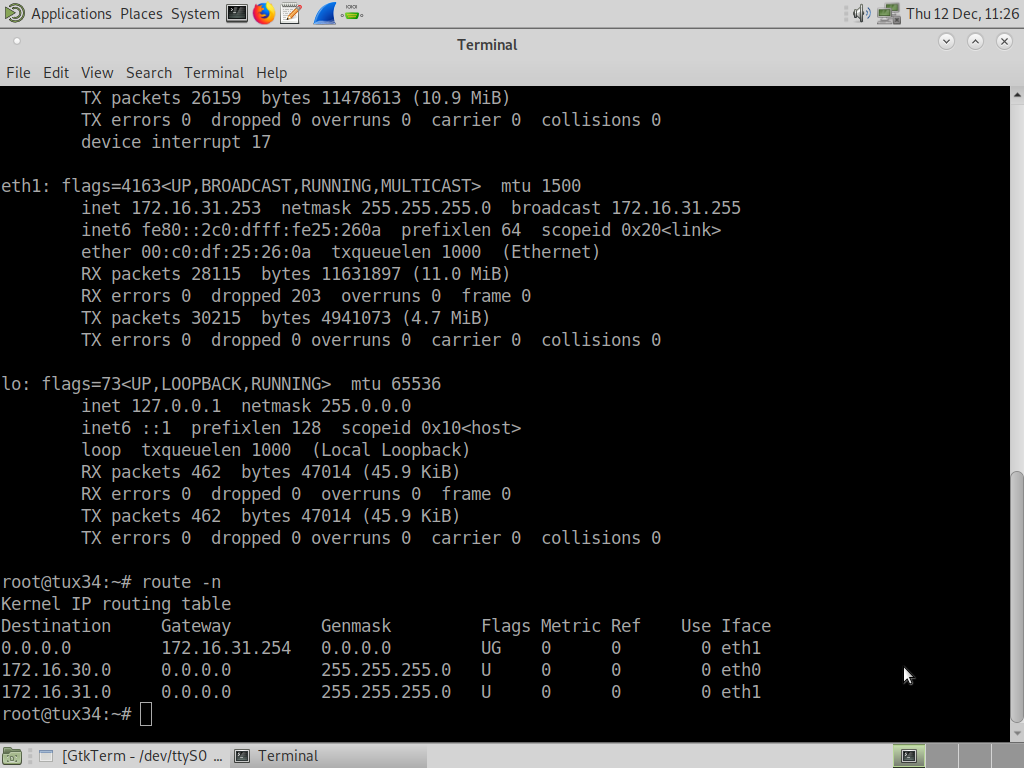 Applications Places System Thu 12 Dec, 11:26
Terminal
File Edit View Search Terminal Help
TX packets 26159  bytes 11478613 (10.9 MiB)
TX errors 0  dropped 0 overruns 0  carrier 0  collisions 0
device interrupt 17
eth1: flags=4163<UP,BROADCAST,RUNNING,MULTICAST>  mtu 1500
inet 172.16.31.253  netmask 255.255.255.0  broadcast 172.16.31.255
inet6 fe80::2c0:dfff:fe25:260a  prefixlen 64  scopeid 0x20<link>
ether 00:c0:df:25:26:0a  txqueuelen 1000  (Ethernet)
RX packets 28115  bytes 11631897 (11.0 MiB)
RX errors 0  dropped 203  overruns 0  frame 0
TX packets 30215  bytes 4941073 (4.7 MiB)
TX errors 0  dropped 0 overruns 0  carrier 0  collisions 0
lo: flags=73<UP,LOOPBACK,RUNNING>  mtu 65536
inet 127.0.0.1  netmask 255.0.0.0
inet6 ::1  prefixlen 128  scopeid 0x10<host>
loop  txqueuelen 1000  (Local Loopback)
RX packets 462  bytes 47014 (45.9 KiB)
RX errors 0  dropped 0  overruns 0  frame 0
TX packets 462  bytes 47014 (45.9 KiB)
TX errors 0  dropped 0 overruns 0  carrier 0  collisions 0
root@tux34:~# route -n
Kernel IP routing table
Destination     Gateway         Genmask         Flags Metric Ref    Use Iface
0.0.0.0         172.16.31.254   0.0.0.0         UG    0      0        0 eth1
172.16.30.0     0.0.0.0         255.255.255.0   U     0      0        0 eth0
172.16.31.0     0.0.0.0         255.255.255.0   U     0      0        0 eth1
root@tux34:~#
[GtkTerm - /dev/ttyS0 ... Terminal